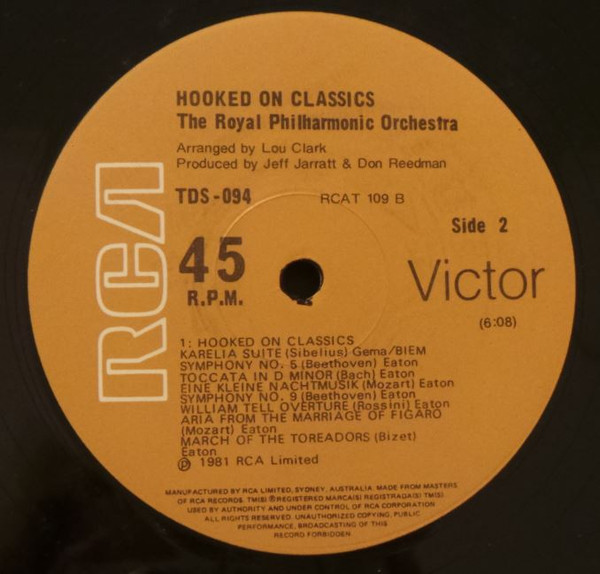 HOOKED ON CLASSICS
The Royal Philharmonic Orchestra
Arranged by Lou Clark
Produced by Jeff Jarratt & Don Reedman
TDS-094 RCAT 109 B
Side 2
45
R.P.M.
RCA
Victor
(6:08)
1: HOOKED ON CLASSICS
KARELIA SUITE (Sibelius) Gema/BIEM
SYMPHONY NO. 5 (Beethoven) Eaton
TOCCATA IN D MINOR (Bach) Eaton
EINE KLEINE NACHTMUSIK (Mozart) Eaton
SYMPHONY NO. 9 (Beethoven) Eaton
WILLIAM TELL OVERTURE (Rossini) Eaton
ARIA FROM THE MARRIAGE OF FIGARO
(Mozart) Eaton
MARCH OF THE TOREADORS (Bizet)
Eaton
℗ 1981 RCA Limited
MANUFACTURED BY RCA LIMITED, SYDNEY, AUSTRALIA. MADE FROM MASTERS
OF RCA RECORDS. TM(S) ® REGISTERED MARCA(S) REGISTRADA(S) TM(S).
USED BY AUTHORITY AND UNDER CONTROL OF RCA CORPORATION
ALL RIGHTS RESERVED. UNAUTHORIZED COPYING, PUBLIC
PERFORMANCE, BROADCASTING OF THIS
RECORD FORBIDDEN